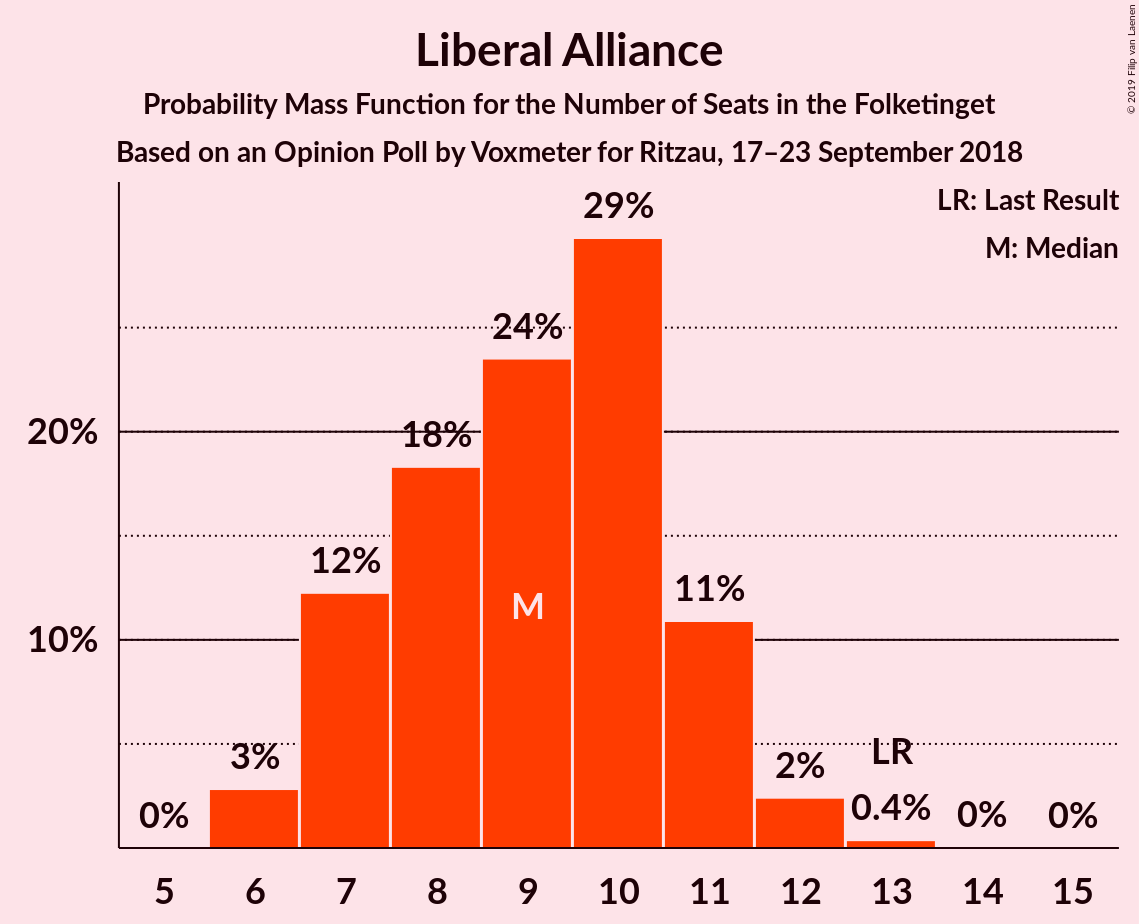 Liberal Alliance
Probability Mass Function for the Number of Seats in the Folketinget
Based on an Opinion Poll by Voxmeter for Ritzau, 17–23 September 2018
© 2019 Filip van Laenen
LR: Last Result
M: Median
29%
24%
20%
18%
12%
11%
M
10%
3%
2%
LR
0%
0.4%
0%
0%
5 6 7 8 9 10 11 12 13 14 15